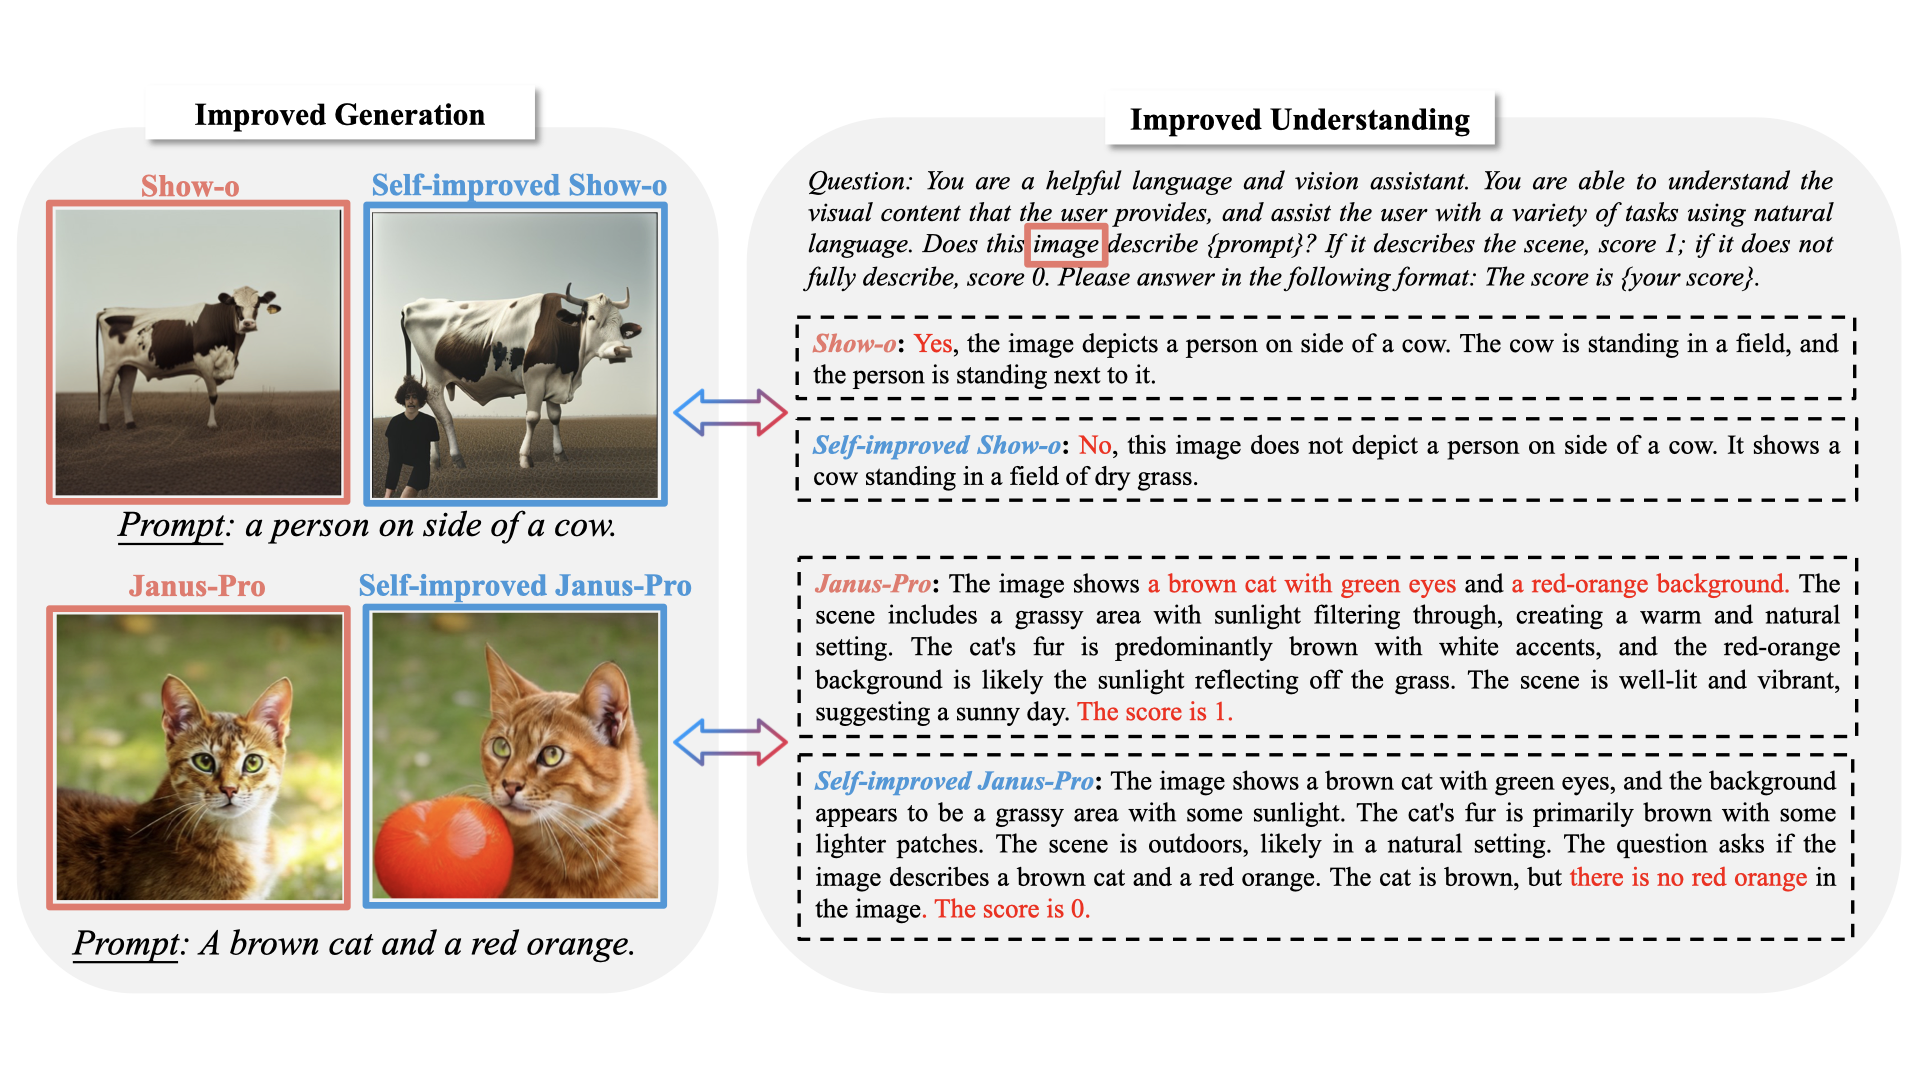 Improved Generation
Show-o
Self-improved Show-o
Prompt: a person on side of a cow.
Janus-Pro
Self-improved Janus-Pro
Prompt: A brown cat and a red orange.
Improved Understanding
Question: You are a helpful language and vision assistant. You are able to understand the
visual content that the user provides, and assist the user with a variety of tasks using natural
language. Does this image describe {prompt}? If it describes the scene, score 1; if it does not
fully describe, score 0. Please answer in the following format: The score is {your score}.
Show-o: Yes, the image depicts a person on side of a cow. The cow is standing in a field, and
the person is standing next to it.
Self-improved Show-o: No, this image does not depict a person on side of a cow. It shows a
cow standing in a field of dry grass.
Janus-Pro: The image shows a brown cat with green eyes and a red-orange background. The
scene includes a grassy area with sunlight filtering through, creating a warm and natural
setting. The cat's fur is predominantly brown with white accents, and the red-orange
background is likely the sunlight reflecting off the grass. The scene is well-lit and vibrant,
suggesting a sunny day. The score is 1.
Self-improved Janus-Pro: The image shows a brown cat with green eyes, and the background
appears to be a grassy area with some sunlight. The cat's fur is primarily brown with some
lighter patches. The scene is outdoors, likely in a natural setting. The question asks if the
image describes a brown cat and a red orange. The cat is brown, but there is no red orange in
the image. The score is 0.